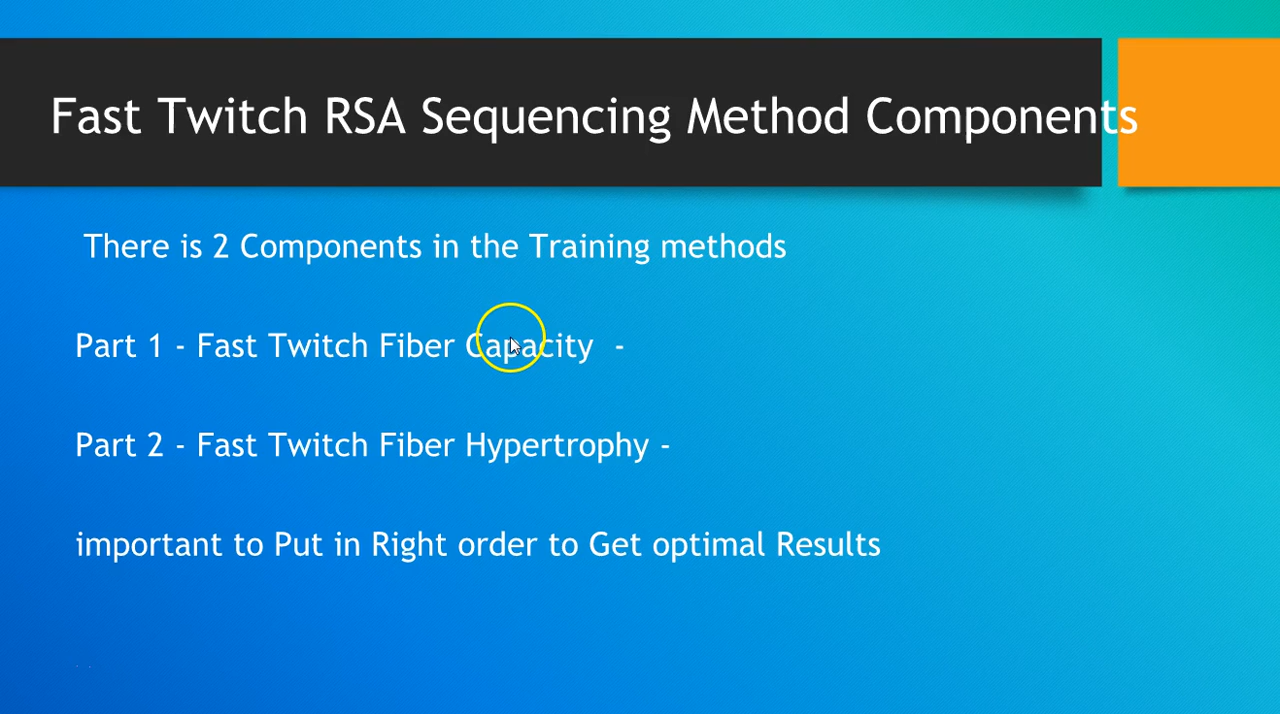 Fast Twitch RSA Sequencing Method Components
There is 2 Components in the Training methods
Part 1 - Fast Twitch Fiber Capacity -
Part 2 - Fast Twitch Fiber Hypertrophy -
important to Put in Right order to Get optimal Results